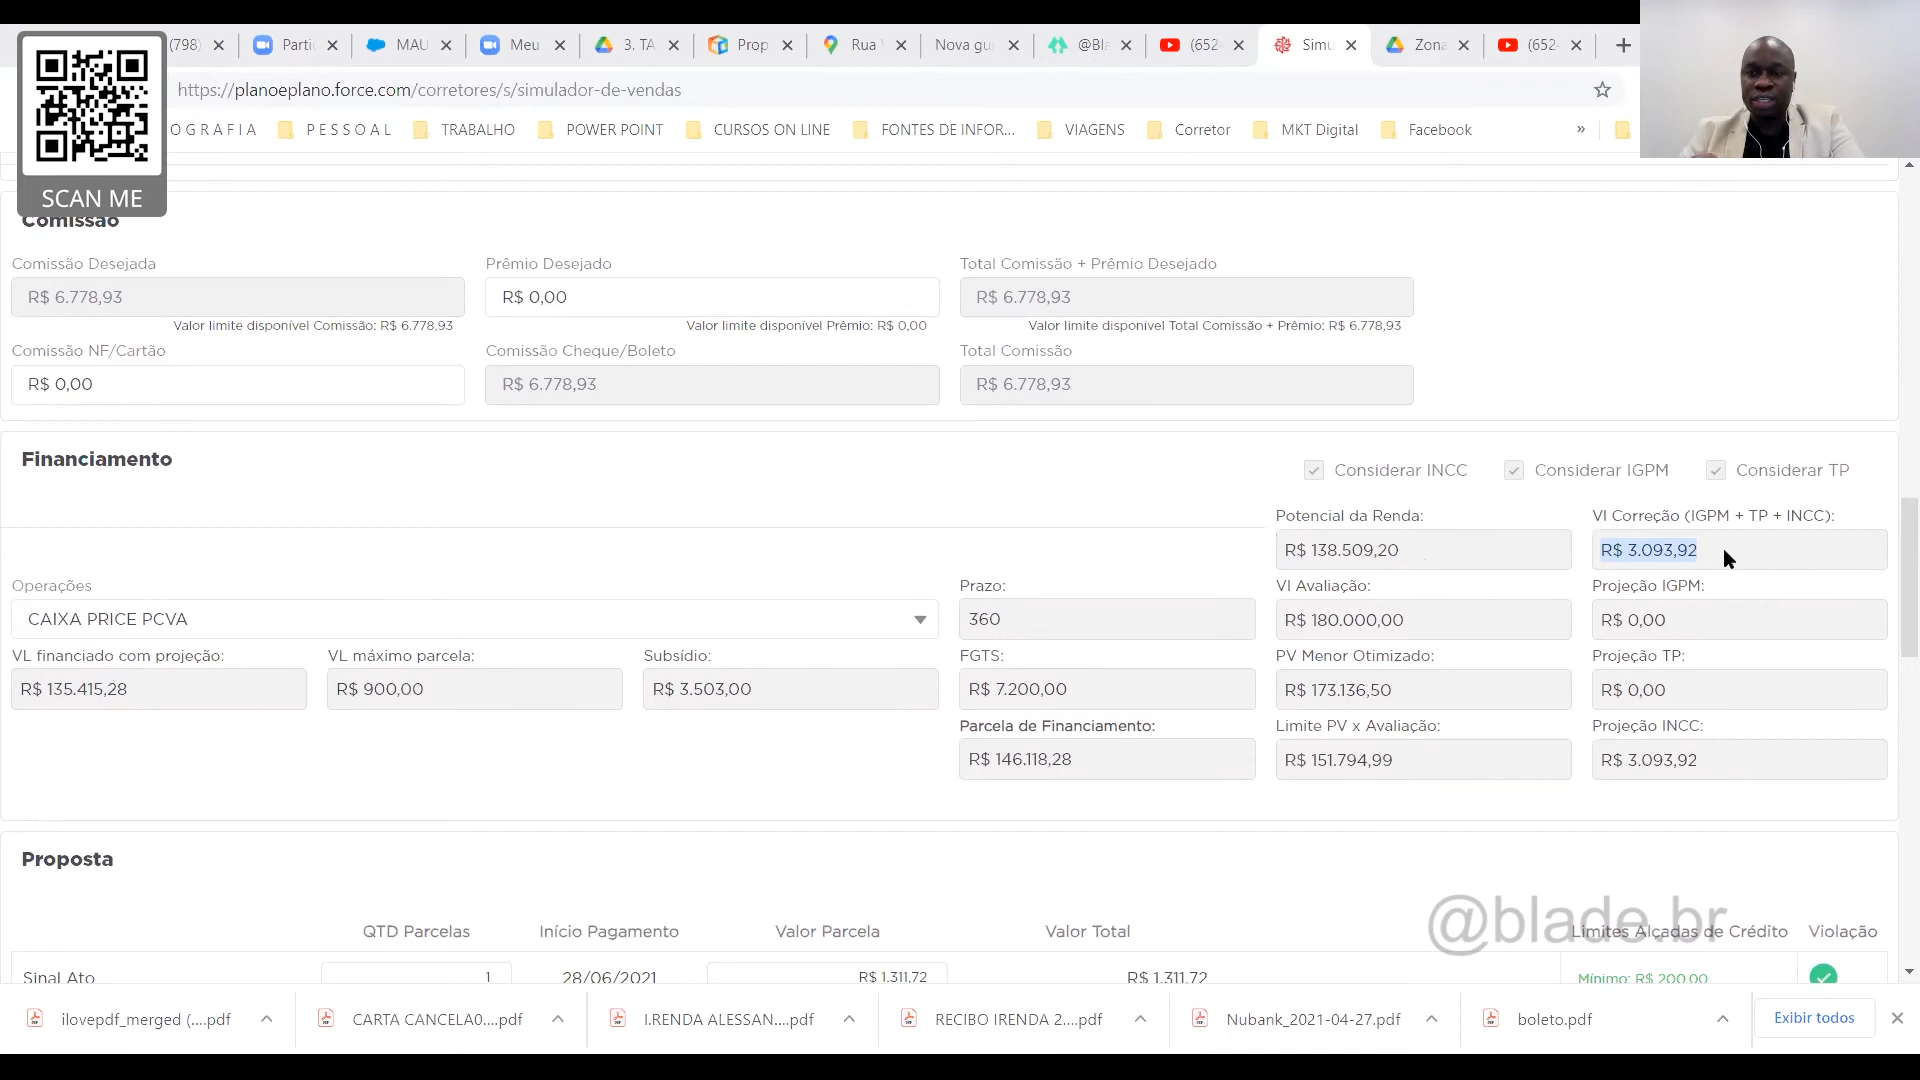 (798)
Parti
MAU
Meu
3. TA
Prop
Rua
Nova gu
@Bla
(652
Simu
Zona
(652
https://planoeplano.force.com/corretores/s/simulador-de-vendas
OGRAFIA
PESSOAL
TRABALHO
POWER POINT
CURSOS ON LINE
FONTES DE INFOR...
VIAGENS
Corretor
MKT Digital
Facebook
»
SCAN ME
Comissão
Comissão Desejada
Prêmio Desejado
Total Comissão + Prêmio Desejado
R$ 6.778,93
R$ 0,00
R$ 6.778,93
Valor limite disponível Comissão: R$ 6.778,93
Valor limite disponível Prêmio: R$ 0,00
Valor limite disponível Total Comissão + Prêmio: R$ 6.778,93
Comissão NF/Cartão
Comissão Cheque/Boleto
Total Comissão
R$ 0,00
R$ 6.778,93
R$ 6.778,93
Financiamento
Considerar INCC
Considerar IGPM
Considerar TP
Potencial da Renda:
Vl Correção (IGPM + TP + INCC):
R$ 138.509,20
R$ 3.093,92
Operações
Prazo:
Vl Avaliação:
Projeção IGPM:
CAIXA PRICE PCVA
360
R$ 180.000,00
R$ 0,00
VL financiado com projeção:
VL máximo parcela:
Subsídio:
FGTS:
PV Menor Otimizado:
Projeção TP:
R$ 135.415,28
R$ 900,00
R$ 3.503,00
R$ 7.200,00
R$ 173.136,50
R$ 0,00
Parcela de Financiamento:
Limite PV x Avaliação:
Projeção INCC:
R$ 146.118,28
R$ 151.794,99
R$ 3.093,92
Proposta
@blade.br
QTD Parcelas
Início Pagamento
Valor Parcela
Valor Total
Limites Alçadas de Crédito
Violação
Sinal Ato
1
28/06/2021
R$ 1.311,72
R$ 1.311,72
Mínimo: R$ 200,00
ilovepdf_merged (....pdf
CARTA CANCELA0....pdf
I.RENDA ALESSAN....pdf
RECIBO IRENDA 2....pdf
Nubank_2021-04-27.pdf
boleto.pdf
Exibir todos